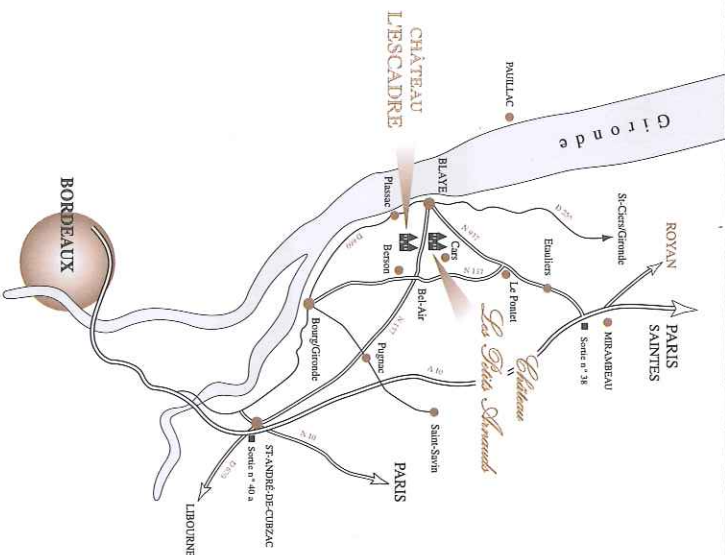 CHÂTEAU
L'ESCADRE
PAUILLAC
Gironde
BLAYE
Plassac
D 669
Berson
Cars
N 937
D 255
St-Ciers/Gironde
Etauliers
Le Pontet
ROYAN
PARIS
SAINTES
MIRAMBEAU
Sortie n° 38
Château
Les Petits Arnauds
Bel-Air
Bourg/Gironde
Pugnac
A 10
Saint-Savin
BORDEAUX
ST-ANDRÉ-DE-CUBZAC
Sortie n° 40 a
N 10
PARIS
LIBOURNE